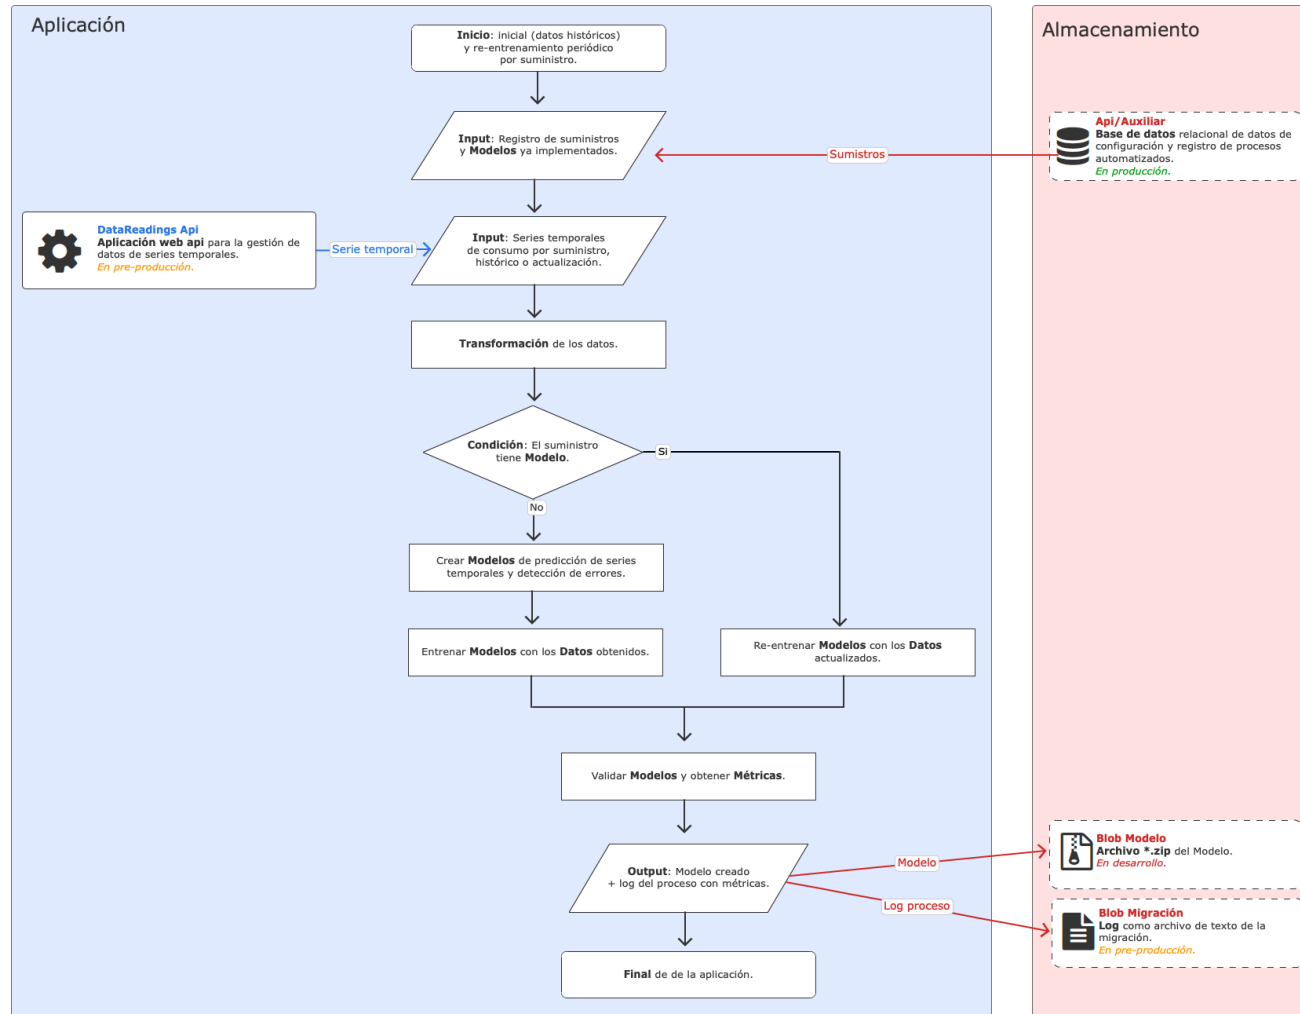 Aplicación
Almacenamiento
Inicio: inicial (datos históricos)
y re-entrenamiento periódico
por suministro.
Input: Registro de suministros
y Modelos ya implementados.
Sumistros
Api/Auxiliar
Base de datos relacional de datos de
configuración y registro de procesos
automatizados.
En producción.
DataReadings Api
Aplicación web api para la gestión de
datos de series temporales.
En pre-producción.
Serie temporal
Input: Series temporales
de consumo por suministro,
histórico o actualización.
Transformación de los datos.
Condición: El suministro
tiene Modelo.
Si
No
Crear Modelos de predicción de series
temporales y detección de errores.
Entrenar Modelos con los Datos obtenidos.
Re-entrenar Modelos con los Datos
actualizados.
Validar Modelos y obtener Métricas.
Output: Modelo creado
+ log del proceso con métricas.
Modelo
Log proceso
Blob Modelo
Archivo *.zip del Modelo.
En desarrollo.
Blob Migración
Log como archivo de texto de la
migración.
En pre-producción.
Final de de la aplicación.